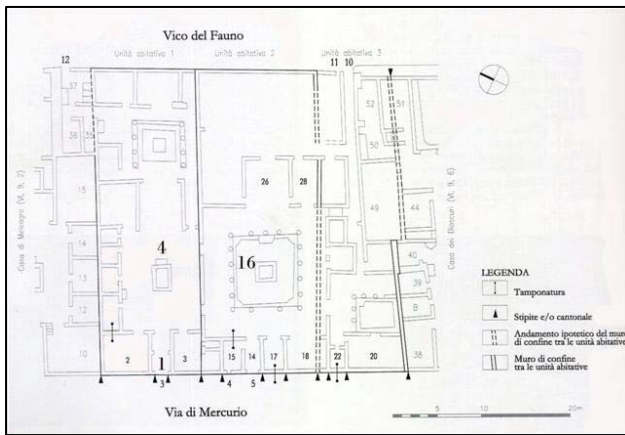 Vico del Fauno
Unità abitativa 1
Unità abitativa 2
Unità abitativa 3
12
11
10
37
52
51
36
35
50
26
28
15
49
44
14
4
16
40
13
39
12
B
10
2
1
3
15
14
17
18
22
20
38
3
4
5
Casa di Meleagro (VI, 9, 2)
Casa dei Dioscuri (VI, 9, 6)
Via di Mercurio
LEGENDA
Tamponatura
Stipite e/o cantonale
Andamento ipotetico del muro
di confine tra le unità abitative
Muro di confine
tra le unità abitative
5
10
20m